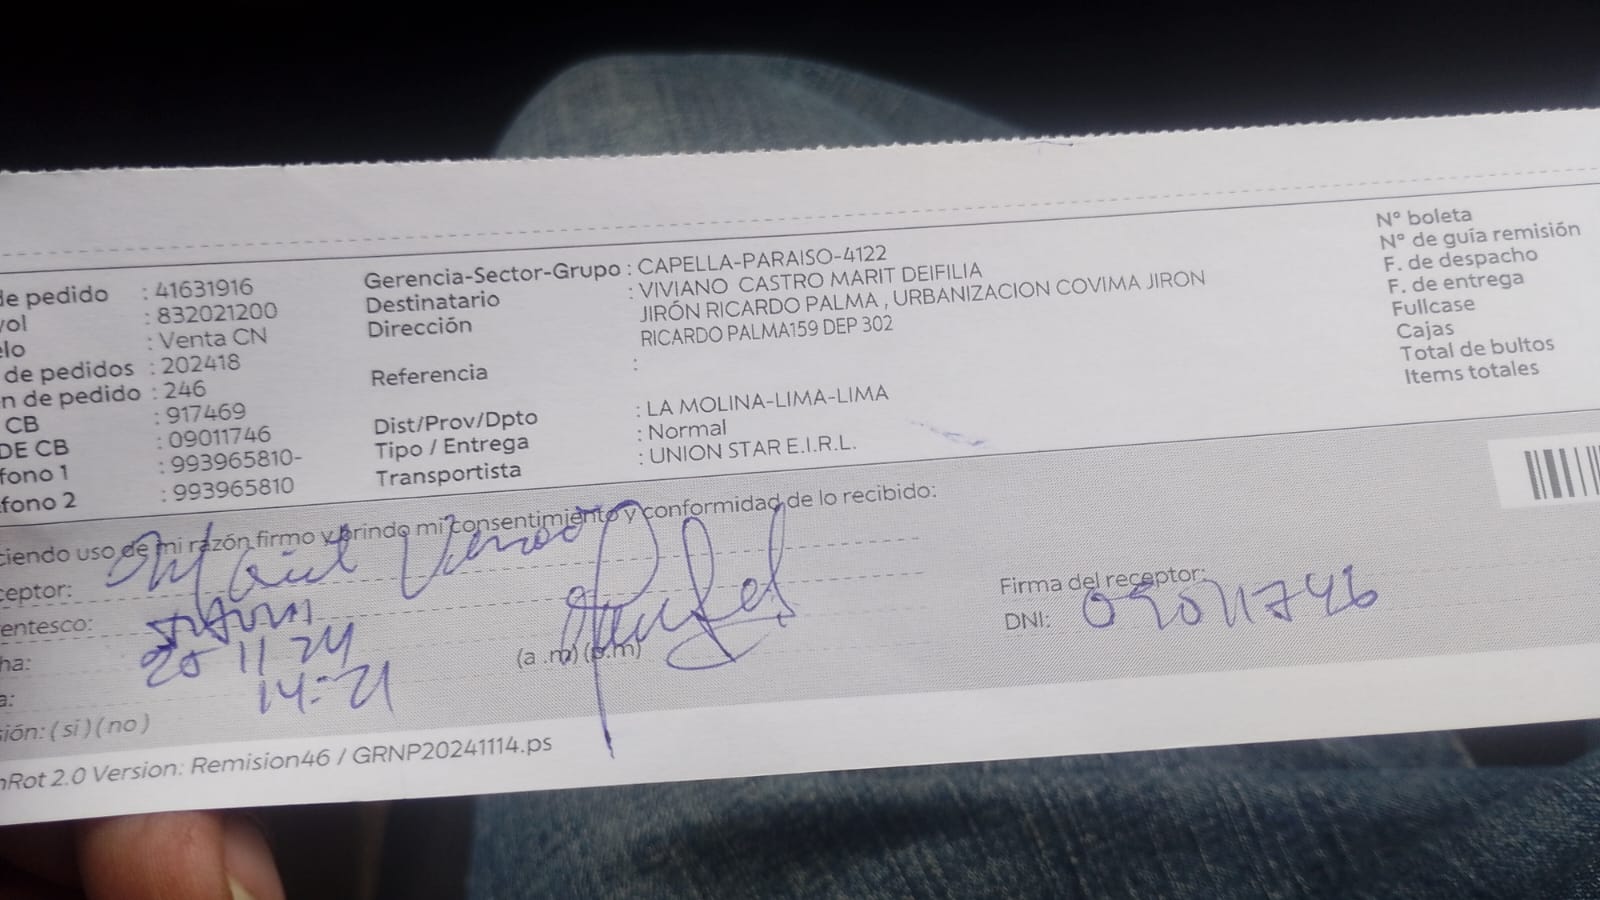 de pedido : 41631916
vol : 832021200
elo : Venta CN
de pedidos : 202418
n de pedido : 246
CB : 917469
DE CB : 09011746
fono 1 : 993965810-
fono 2 : 993965810
Gerencia-Sector-Grupo : CAPELLA-PARAISO-4122
Destinatario : VIVIANO CASTRO MARIT DEIFILIA
Dirección JIRÓN RICARDO PALMA , URBANIZACION COVIMA JIRON
RICARDO PALMA159 DEP 302
Referencia :
Dist/Prov/Dpto : LA MOLINA-LIMA-LIMA
Tipo / Entrega : Normal
Transportista : UNION STAR E.I.R.L.
N° boleta
N° de guía remisión
F. de despacho
F. de entrega
Fullcase
Cajas
Total de bultos
Items totales
ciendo uso de mi razón firmo y brindo mi consentimiento y conformidad de lo recibido:
ceptor:
entesco:
ha: 20 11 24
a: 14:21
(a .m) (p.m)
Firma del receptor:
DNI: 09011746
sión: ( si ) ( no )
nRot 2.0 Version: Remision46 / GRNP20241114.ps